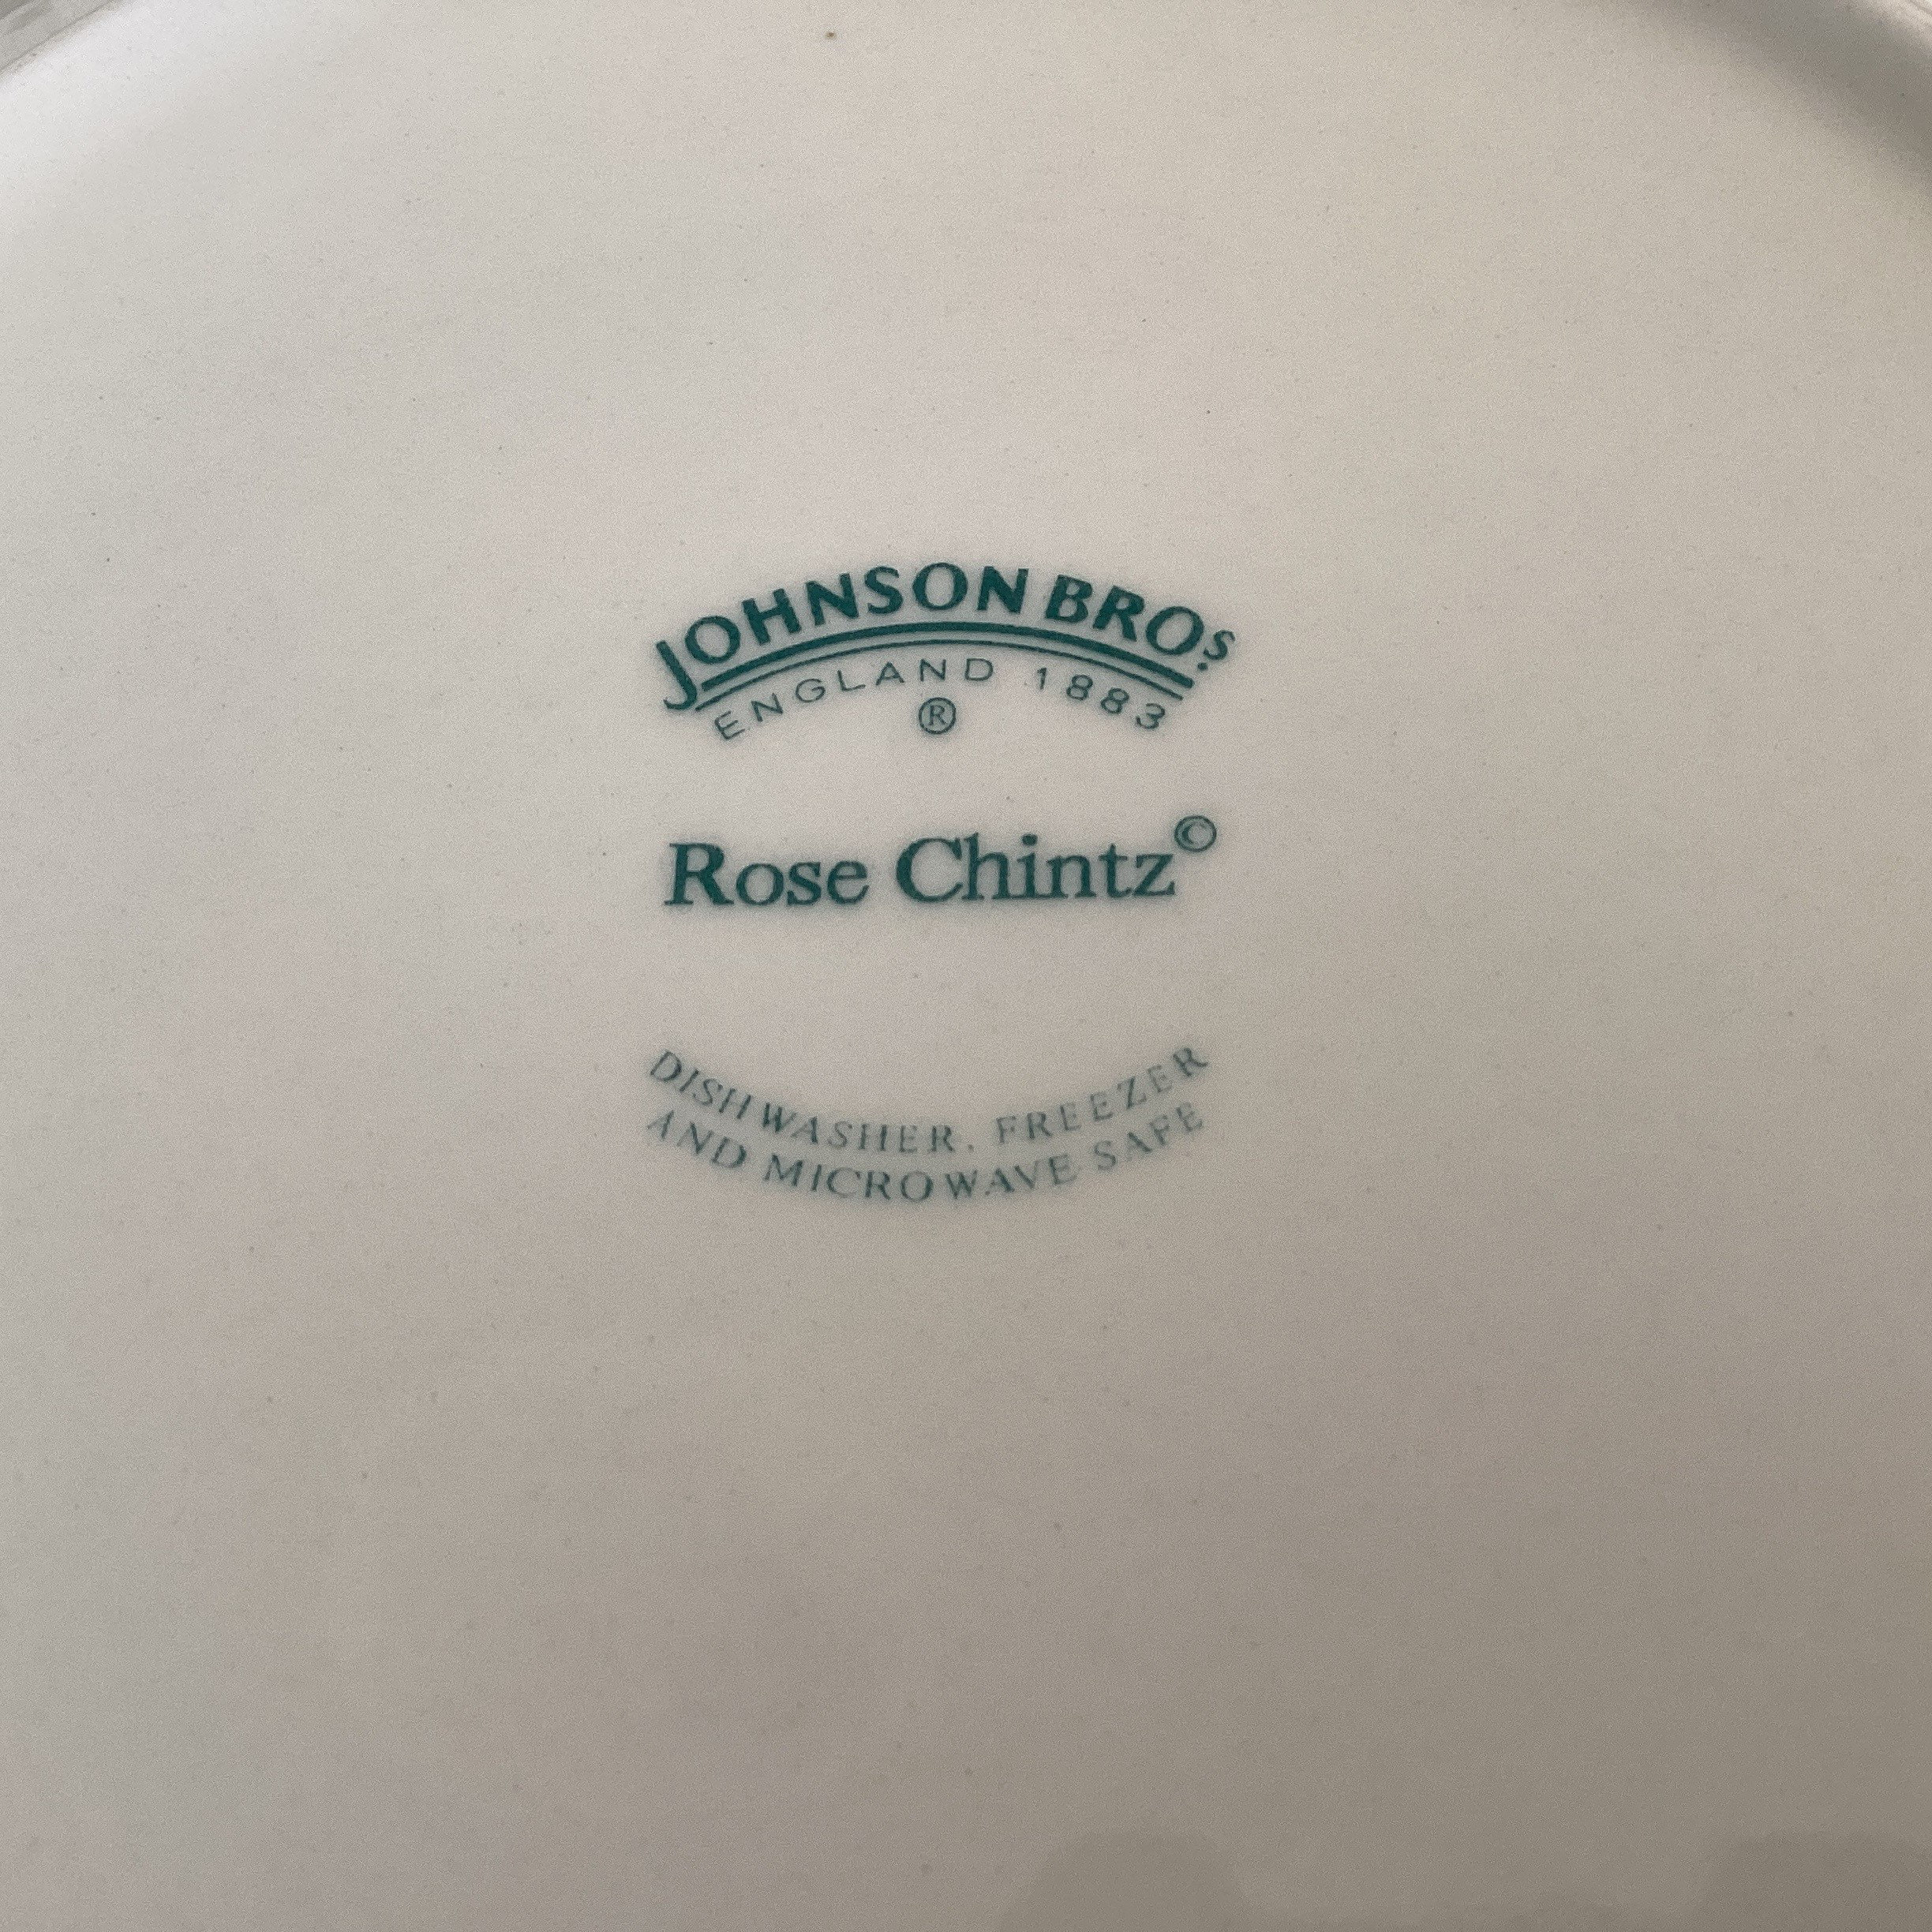 JOHNSON BROS
ENGLAND 1883
®
Rose Chintz©
DISHWASHER, FREEZER
AND MICROWAVE SAFE